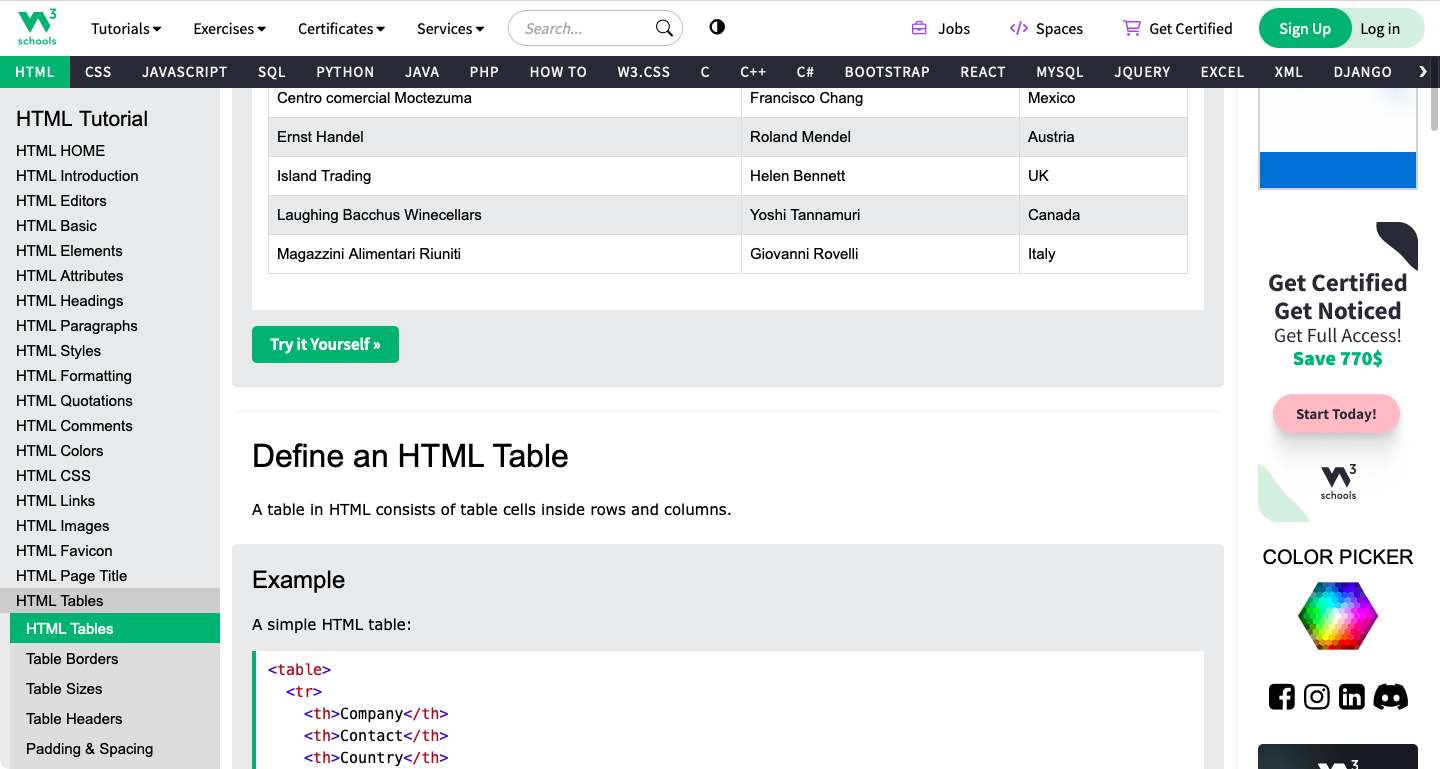 3
schools
Tutorials Exercises Certificates Services Search... Jobs </> Spaces Get Certified Sign Up Log in
HTML CSS JAVASCRIPT SQL PYTHON JAVA PHP HOW TO W3.CSS C C++ C# BOOTSTRAP REACT MYSQL JQUERY EXCEL XML DJANGO ❯
HTML Tutorial
HTML HOME
HTML Introduction
HTML Editors
HTML Basic
HTML Elements
HTML Attributes
HTML Headings
HTML Paragraphs
HTML Styles
HTML Formatting
HTML Quotations
HTML Comments
HTML Colors
HTML CSS
HTML Links
HTML Images
HTML Favicon
HTML Page Title
HTML Tables
HTML Tables
Table Borders
Table Sizes
Table Headers
Padding & Spacing
Centro comercial Moctezuma Francisco Chang Mexico
Ernst Handel Roland Mendel Austria
Island Trading Helen Bennett UK
Laughing Bacchus Winecellars Yoshi Tannamuri Canada
Magazzini Alimentari Riuniti Giovanni Rovelli Italy
Try it Yourself »
Define an HTML Table
A table in HTML consists of table cells inside rows and columns.
Example
A simple HTML table:
<table>
<tr>
<th>Company</th>
<th>Contact</th>
<th>Country</th>
Get Certified
Get Noticed
Get Full Access!
Save 770$
Start Today!
3
schools
COLOR PICKER
3